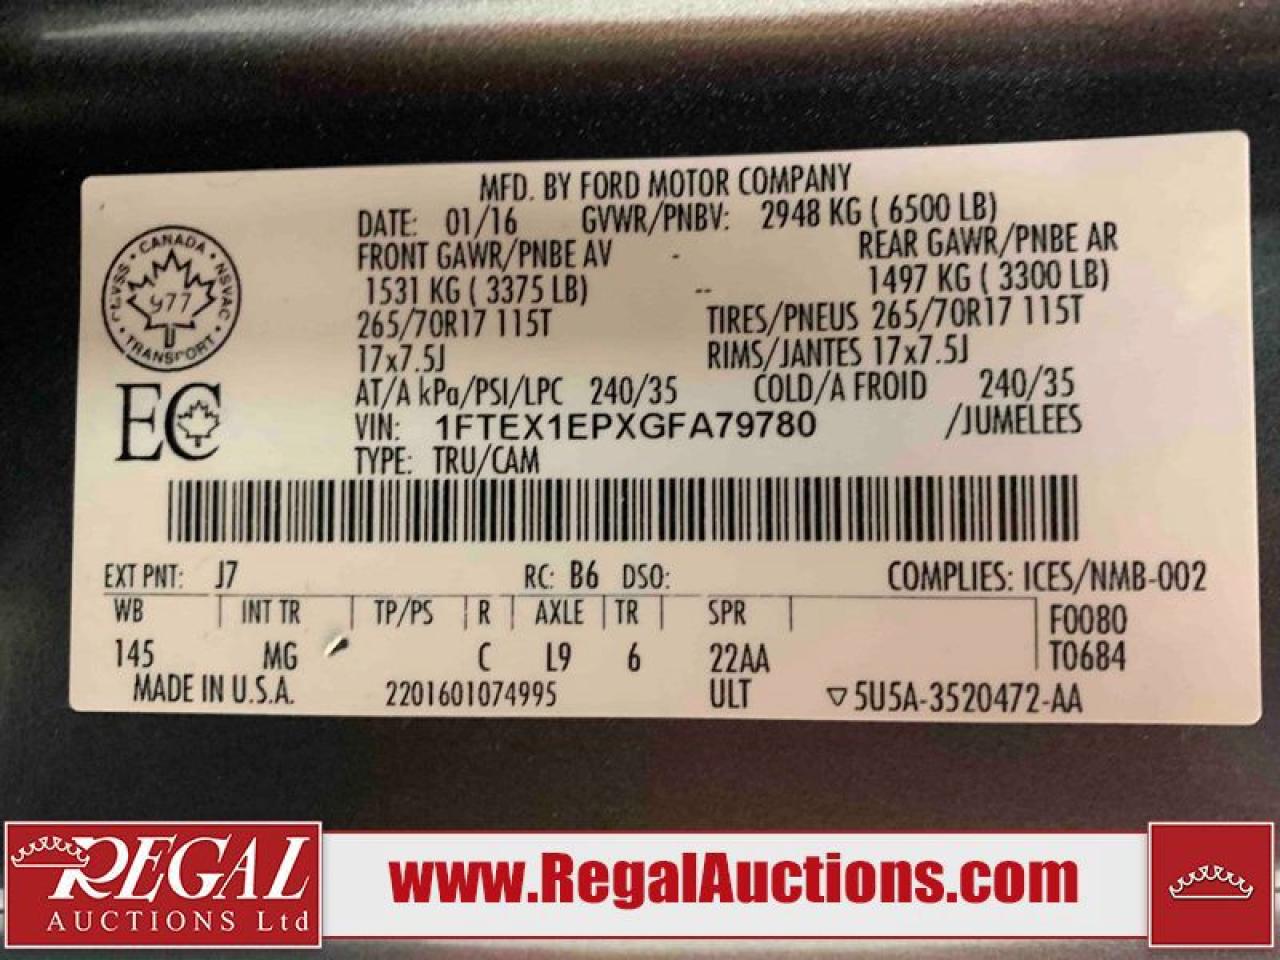 MFD. BY FORD MOTOR COMPANY
DATE: 01/16 GVWR/PNBV: 2948 KG ( 6500 LB)
FRONT GAWR/PNBE AV - REAR GAWR/PNBE AR
1531 KG ( 3375 LB) -- 1497 KG ( 3300 LB)
265/70R17 115T TIRES/PNEUS 265/70R17 115T
17x7.5J RIMS/JANTES 17x7.5J
AT/A kPa/PSI/LPC 240/35 COLD/A FROID 240/35
VIN: 1FTEX1EPXGFA79780 /JUMELEES
TYPE: TRU/CAM
CANADA
NSVAC
977
TRANSPORT
EC
EXT PNT: J7 RC: B6 DSO: COMPLIES: ICES/NMB-002
WB | INT TR | TP/PS | R | AXLE | TR | SPR | F0080
145 MG C L9 6 22AA T0684
MADE IN U.S.A. 2201601074995 ULT ▽ 5U5A-3520472-AA
REGAL
AUCTIONS Ltd
www.RegalAuctions.com